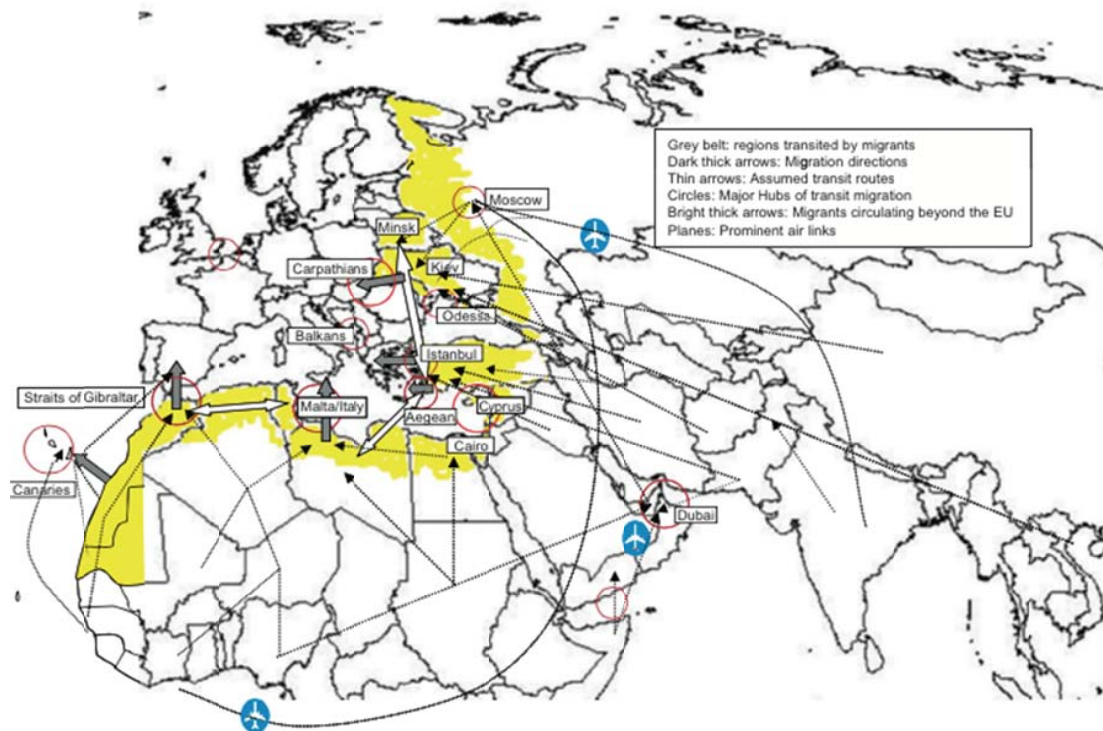 Grey belt: regions transited by migrants
Dark thick arrows: Migration directions
Thin arrows: Assumed transit routes
Circles: Major Hubs of transit migration
Bright thick arrows: Migrants circulating beyond the EU
Planes: Prominent air links
Moscow
Minsk
Carpathians
Kiev
Odessa
Balkans
Istanbul
Straits of Gibraltar
Malta/Italy
Cyprus
Aegean
Cairo
Canaries
Dubai